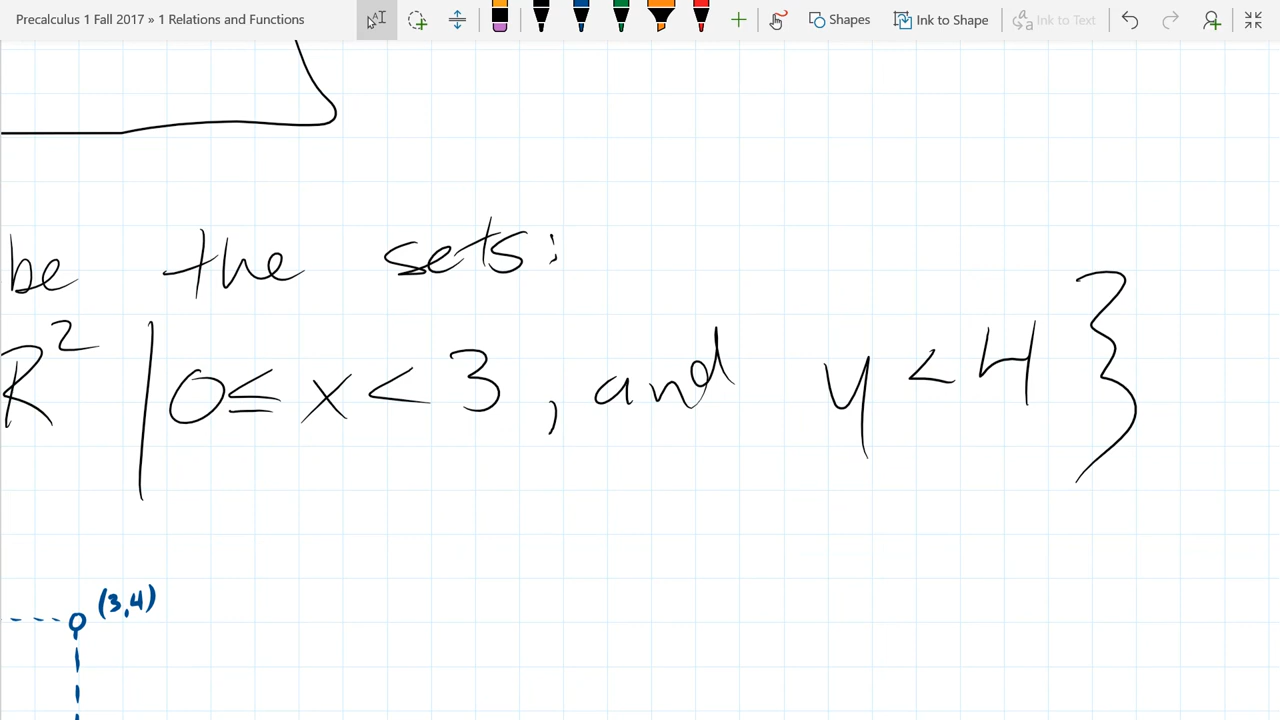 Precalculus 1 Fall 2017 » 1 Relations and Functions
Shapes
Ink to Shape
Ink to Text
be the sets:
R² | 0 ≤ x < 3, and y < 4 }
(3,4)